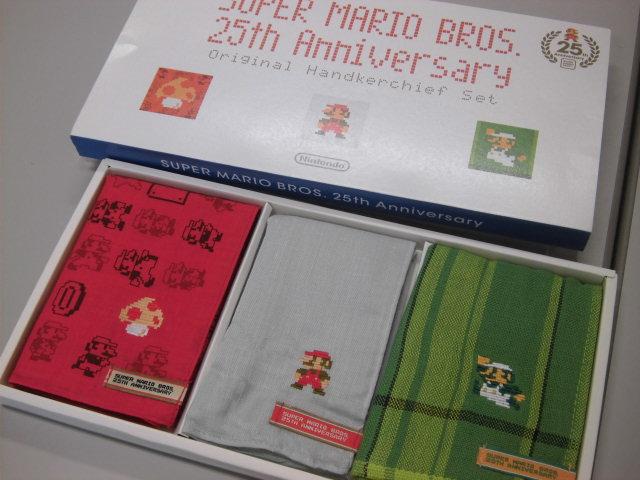 SUPER MARIO BROS.
25th Anniversary
Original Handkerchief Set
25th
Nintendo
SUPER MARIO BROS. 25th Anniversary
SUPER MARIO BROS.
25TH ANNIVERSARY
SUPER MARIO BROS.
25TH ANNIVERSARY
SUPER MARIO BROS.
25TH ANNIVERSARY